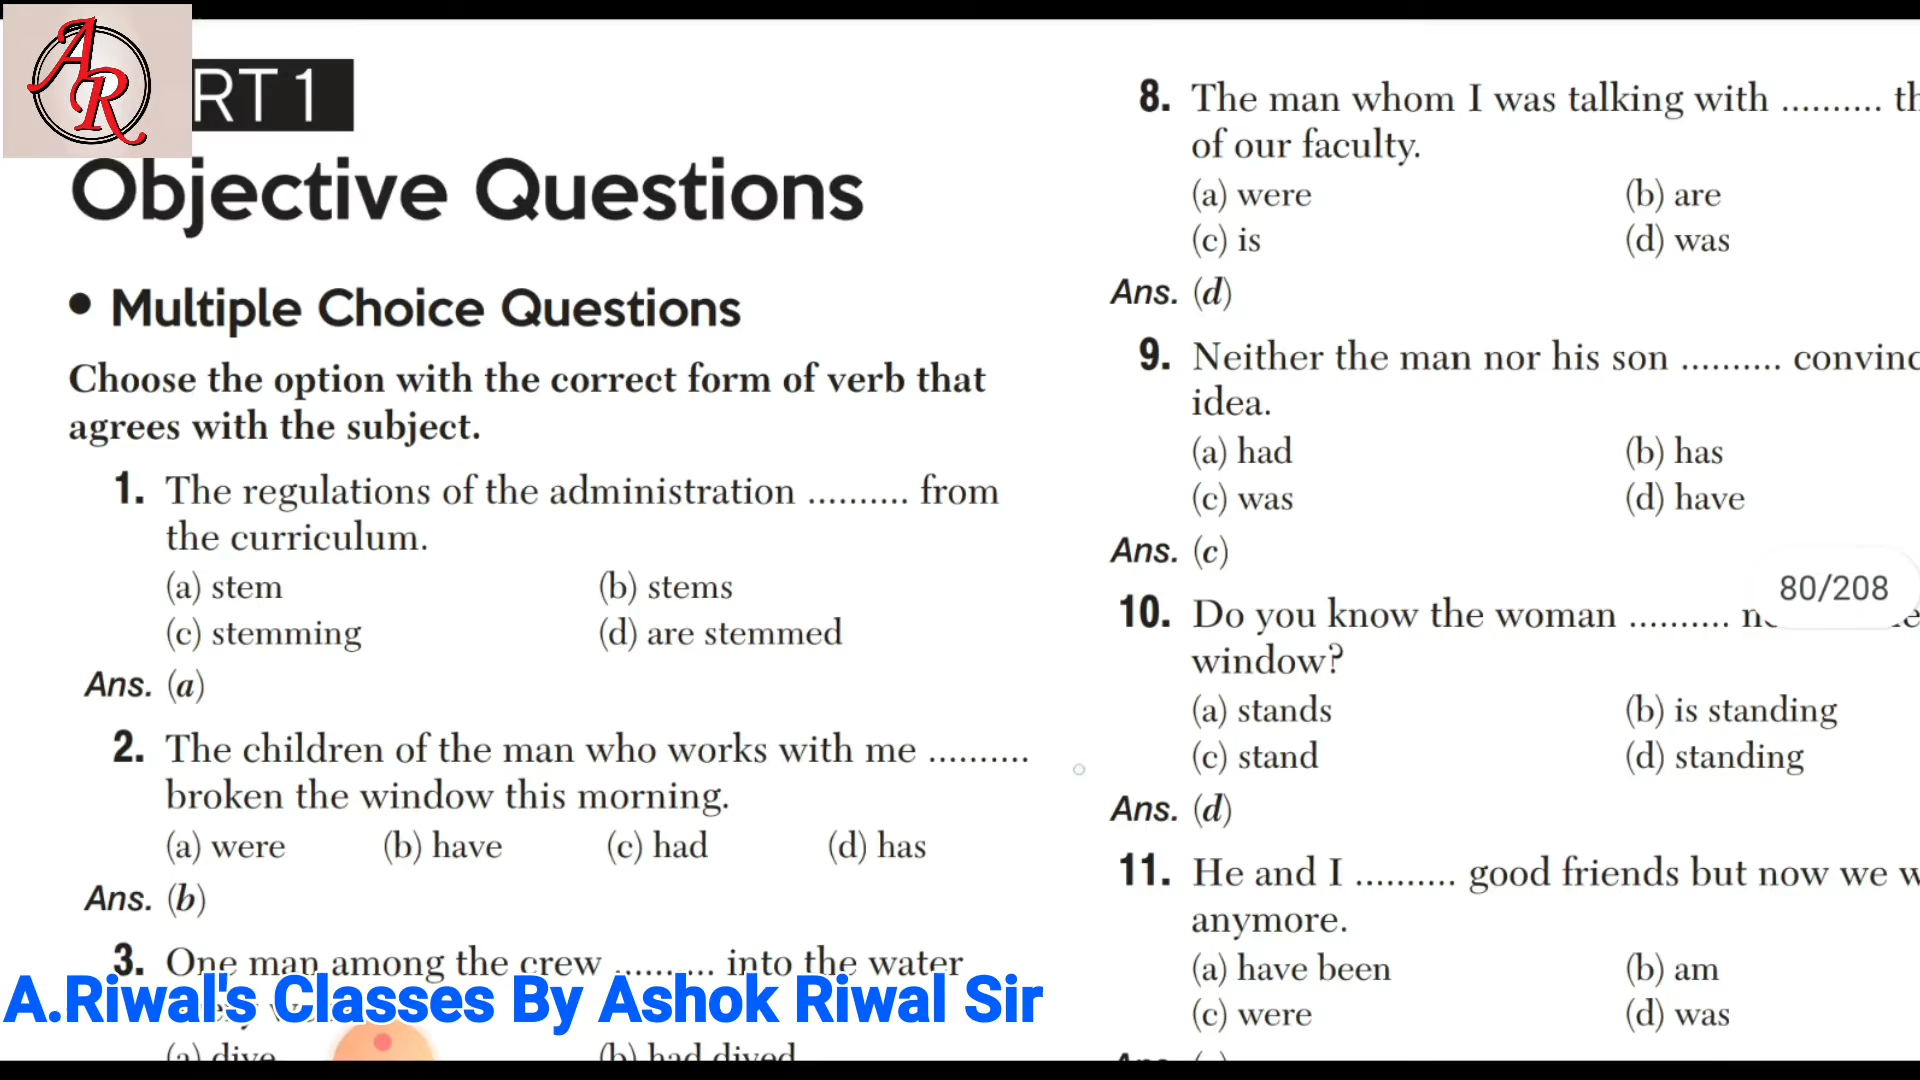 AR
RT 1
Objective Questions
• Multiple Choice Questions
Choose the option with the correct form of verb that
agrees with the subject.
1. The regulations of the administration .......... from
the curriculum.
(a) stem (b) stems
(c) stemming (d) are stemmed
Ans. (a)
2. The children of the man who works with me ..........
broken the window this morning.
(a) were (b) have (c) had (d) has
Ans. (b)
3. One man among the crew .......... into the water
(a) dive (b) had dived
A.Riwal's Classes By Ashok Riwal Sir
8. The man whom I was talking with .......... th
of our faculty.
(a) were (b) are
(c) is (d) was
Ans. (d)
9. Neither the man nor his son .......... convinc
idea.
(a) had (b) has
(c) was (d) have
Ans. (c)
80/208
10. Do you know the woman ..........
window?
(a) stands (b) is standing
(c) stand (d) standing
Ans. (d)
11. He and I .......... good friends but now we w
anymore.
(a) have been (b) am
(c) were (d) was